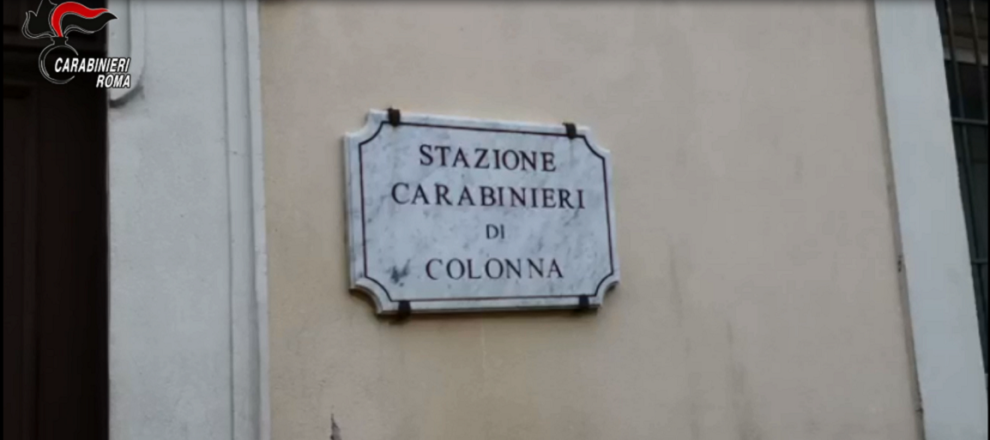 CARABINIERI
ROMA
STAZIONE
CARABINIERI
DI
COLONNA